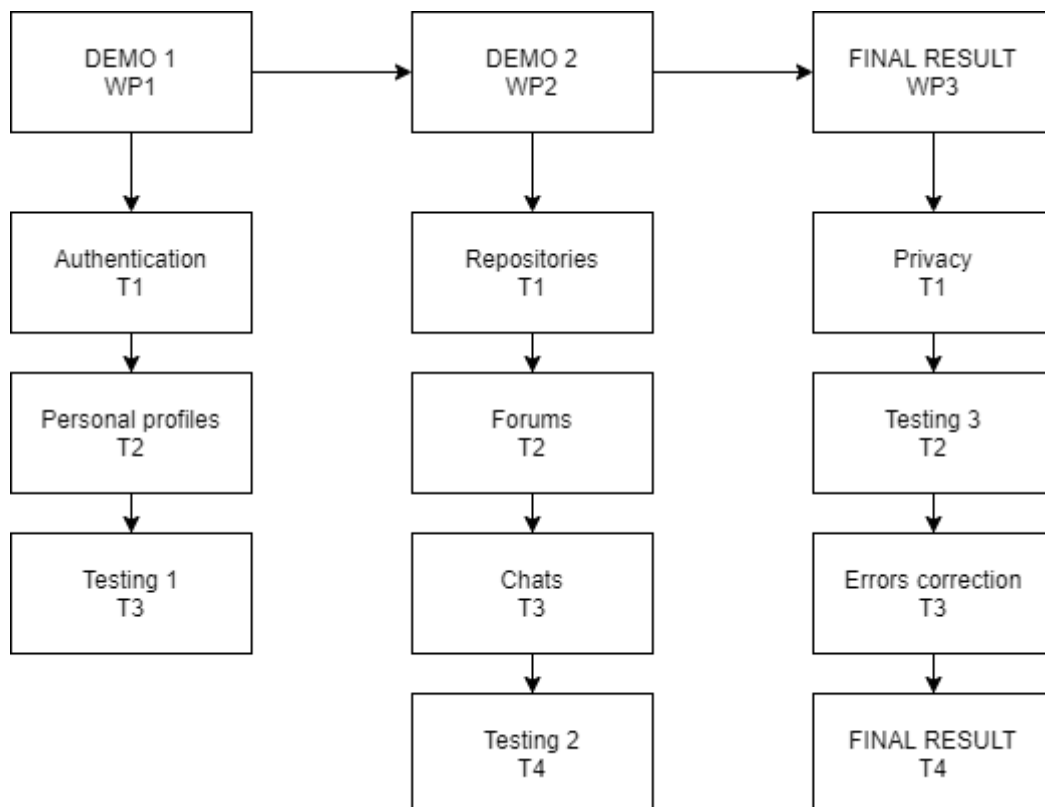 DEMO 1
WP1
DEMO 2
WP2
FINAL RESULT
WP3
Authentication
T1
Repositories
T1
Privacy
T1
Personal profiles
T2
Forums
T2
Testing 3
T2
Testing 1
T3
Chats
T3
Errors correction
T3
Testing 2
T4
FINAL RESULT
T4